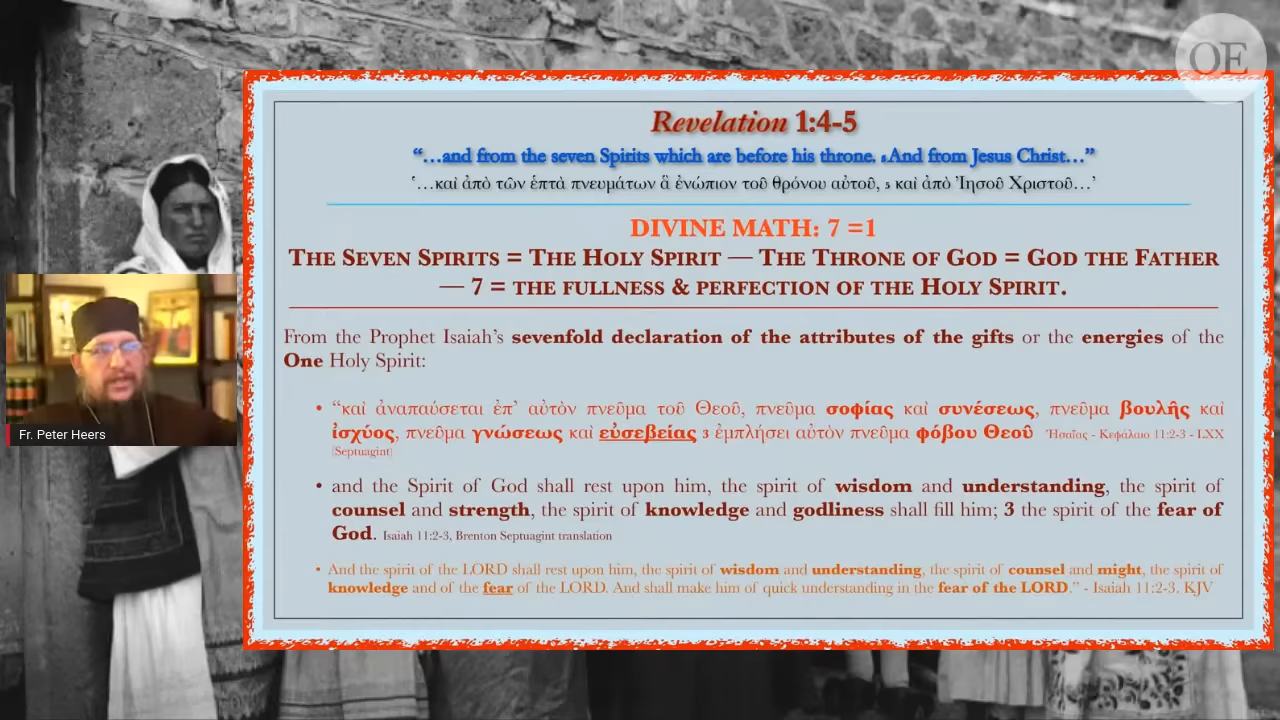 OE
Revelation 1:4-5
“…and from the seven Spirits which are before his throne. 5And from Jesus Christ…”
‘…καὶ ἀπὸ τῶν ἑπτὰ πνευμάτων ἃ ἐνώπιον τοῦ θρόνου αὐτοῦ, 5 καὶ ἀπὸ Ἰησοῦ Χριστοῦ…’
DIVINE MATH: 7 =1
THE SEVEN SPIRITS = THE HOLY SPIRIT — THE THRONE OF GOD = GOD THE FATHER
— 7 = THE FULLNESS & PERFECTION OF THE HOLY SPIRIT.
From the Prophet Isaiah’s sevenfold declaration of the attributes of the gifts or the energies of the
One Holy Spirit:
• “καὶ ἀναπαύσεται ἐπ’ αὐτὸν πνεῦμα τοῦ Θεοῦ, πνεῦμα σοφίας καὶ συνέσεως, πνεῦμα βουλῆς καὶ
ἰσχύος, πνεῦμα γνώσεως καὶ εὐσεβείας 3 ἐμπλήσει αὐτὸν πνεῦμα φόβου Θεοῦ Ἠσαΐας - Κεφάλαιο 11:2-3 - LXX
[Septuagint]
• and the Spirit of God shall rest upon him, the spirit of wisdom and understanding, the spirit of
counsel and strength, the spirit of knowledge and godliness shall fill him; 3 the spirit of the fear of
God. Isaiah 11:2-3, Brenton Septuagint translation
• And the spirit of the LORD shall rest upon him, the spirit of wisdom and understanding, the spirit of counsel and might, the spirit of
knowledge and of the fear of the LORD. And shall make him of quick understanding in the fear of the LORD.” - Isaiah 11:2-3. KJV
Fr. Peter Heers